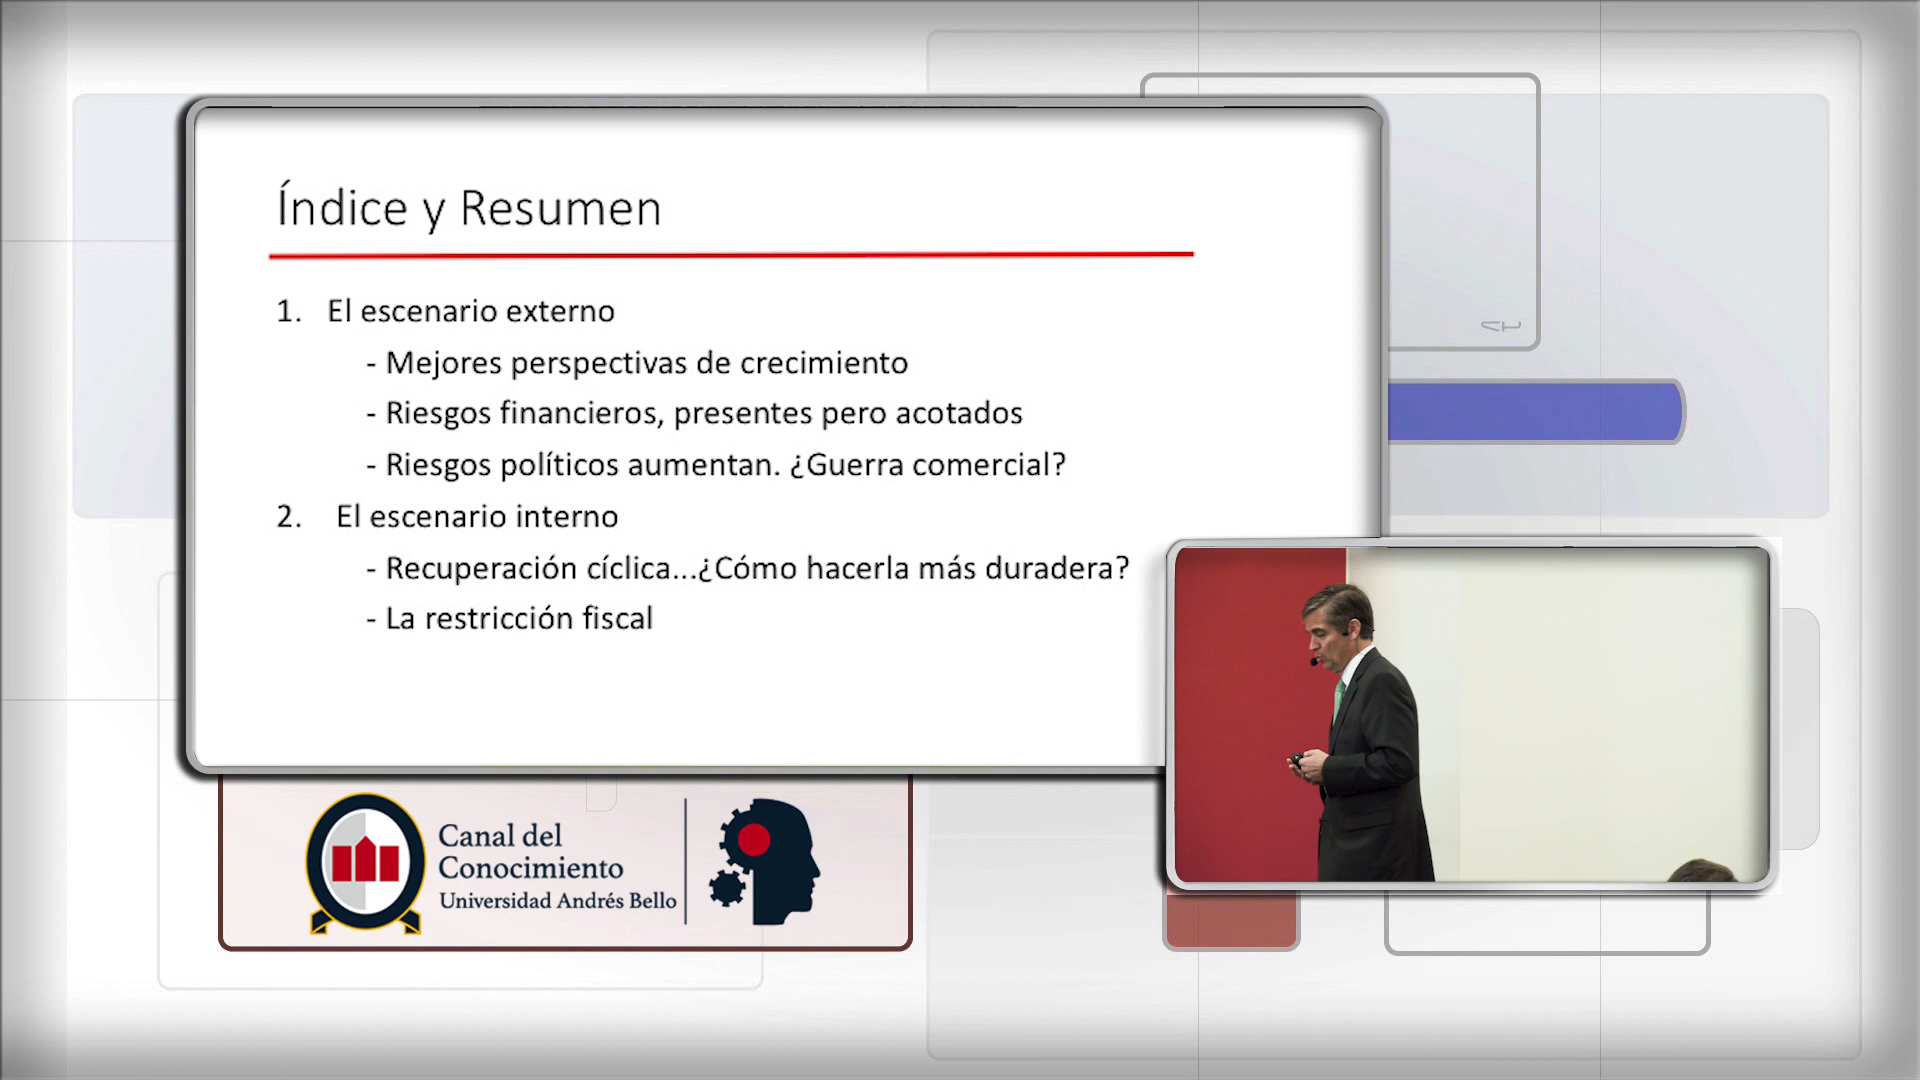 Índice y Resumen
1. El escenario externo
- Mejores perspectivas de crecimiento
- Riesgos financieros, presentes pero acotados
- Riesgos políticos aumentan. ¿Guerra comercial?
2. El escenario interno
- Recuperación cíclica...¿Cómo hacerla más duradera?
- La restricción fiscal
Canal del
Conocimiento
Universidad Andrés Bello